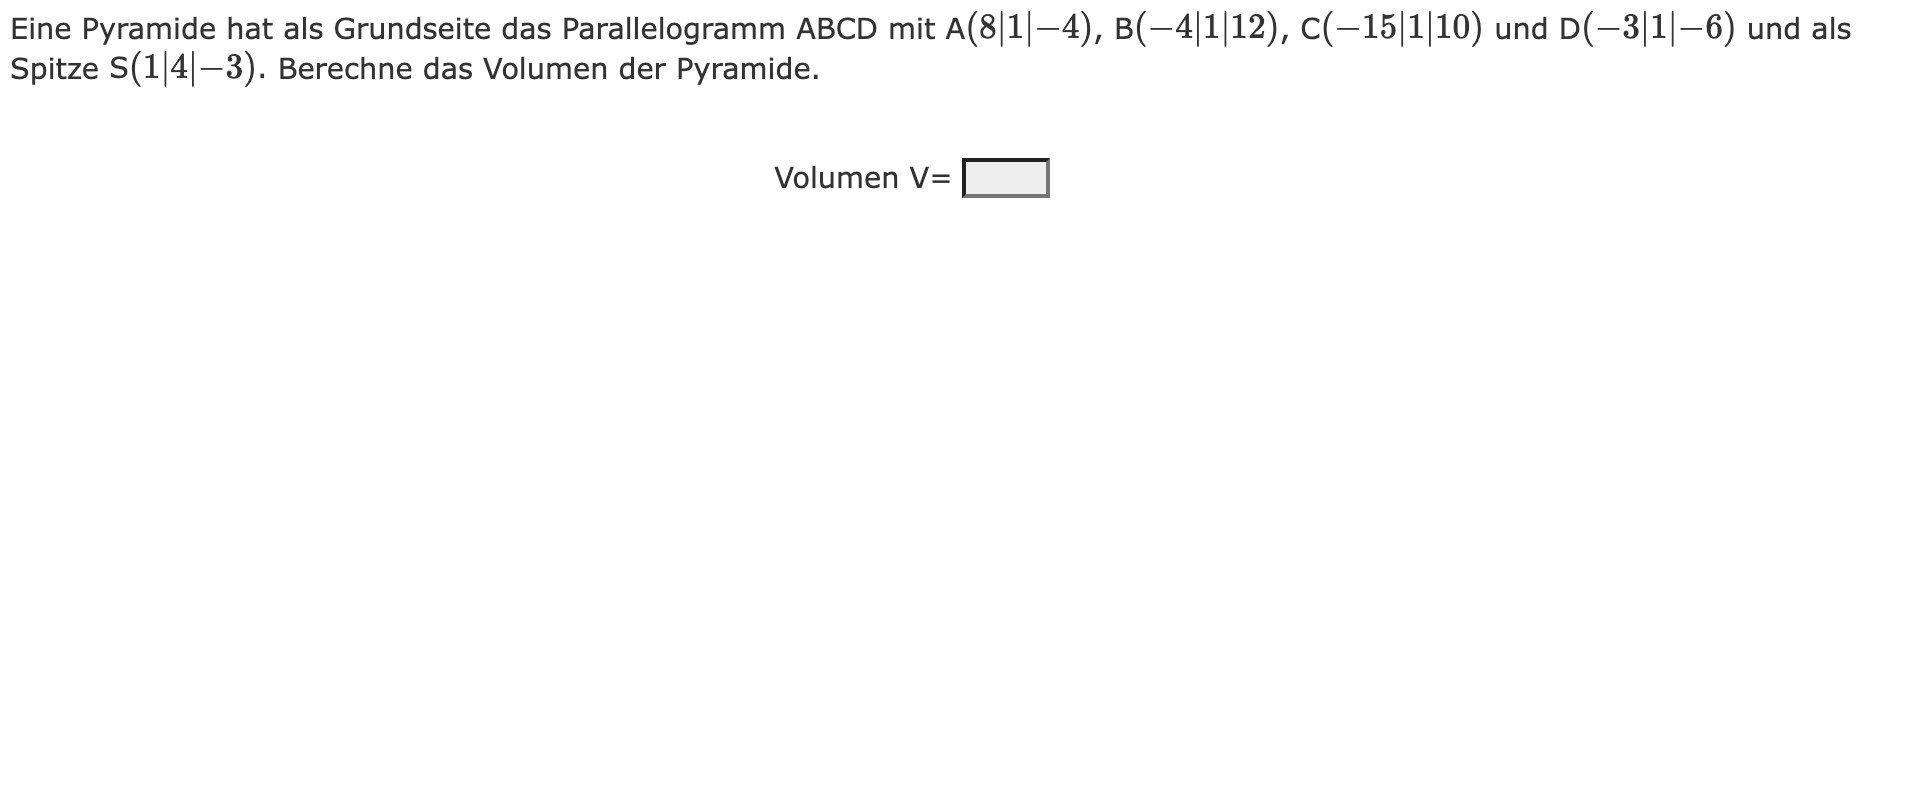 Eine Pyramide hat als Grundseite das Parallelogramm ABCD mit A(8|1|−4), B(−4|1|12), C(−15|1|10) und D(−3|1|−6) und als
Spitze S(1|4|−3). Berechne das Volumen der Pyramide.
Volumen V=